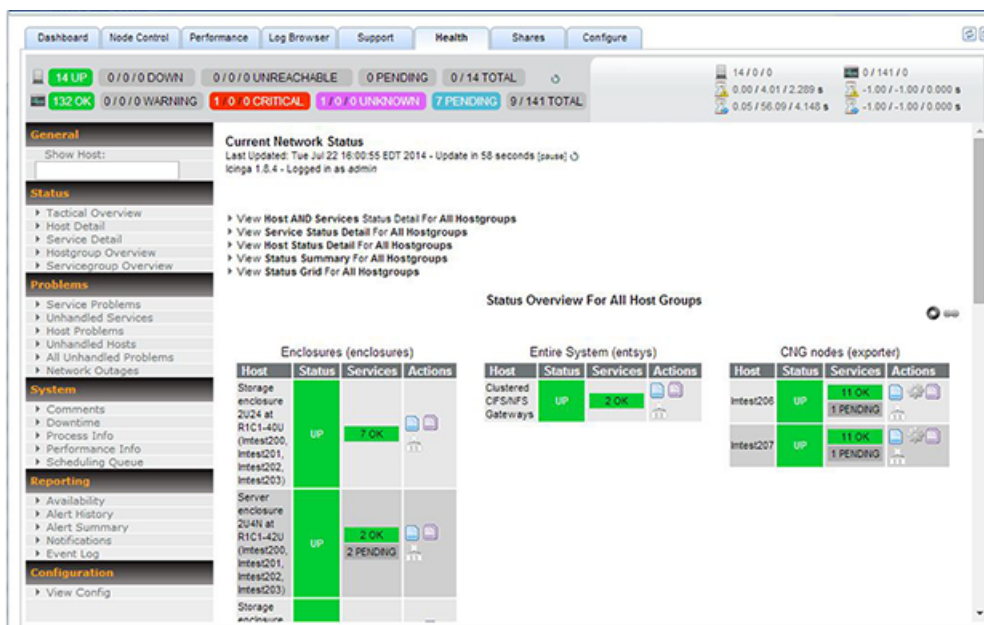 Dashboard Node Control Performance Log Browser Support Health Shares Configure
14 UP 0 / 0 / 0 DOWN 0 / 0 / 0 UNREACHABLE 0 PENDING 0 / 14 TOTAL
132 OK 0 / 0 / 0 WARNING 1 / 0 / 0 CRITICAL 1 / 0 / 0 UNKNOWN 7 PENDING 9 / 141 TOTAL
14 / 0 / 0 0 / 141 / 0
0.00 / 4.01 / 2.289 s -1.00 / -1.00 / 0.000 s
0.05 / 56.09 / 4.148 s -1.00 / -1.00 / 0.000 s
General
Show Host:
Status
Tactical Overview
Host Detail
Service Detail
Hostgroup Overview
Servicegroup Overview
Problems
Service Problems
Unhandled Services
Host Problems
Unhandled Hosts
All Unhandled Problems
Network Outages
System
Comments
Downtime
Process Info
Performance Info
Scheduling Queue
Reporting
Availability
Alert History
Alert Summary
Notifications
Event Log
Configuration
View Config
Current Network Status
Last Updated: Tue Jul 22 16:00:55 EDT 2014 - Update in 58 seconds [pause]
Icinga 1.8.4 - Logged in as admin
View Host AND Services Status Detail For All Hostgroups
View Service Status Detail For All Hostgroups
View Host Status Detail For All Hostgroups
View Status Summary For All Hostgroups
View Status Grid For All Hostgroups
Status Overview For All Host Groups
Enclosures (enclosures)
Host Status Services Actions
Storage
enclosure
2U24 at
R1C1-40U
(lmtest200,
lmtest201,
lmtest202,
lmtest203)
UP
7 OK
Server
enclosure
2U4N at
R1C1-42U
(lmtest200,
lmtest201,
lmtest202,
lmtest203)
UP
2 OK
2 PENDING
Storage
enclosure
Entire System (entsys)
Host Status Services Actions
Clustered
CIFS/NFS
Gateways
UP
2 OK
CNG nodes (exporter)
Host Status Services Actions
lmtest206
UP
11 OK
1 PENDING
lmtest207
UP
11 OK
1 PENDING